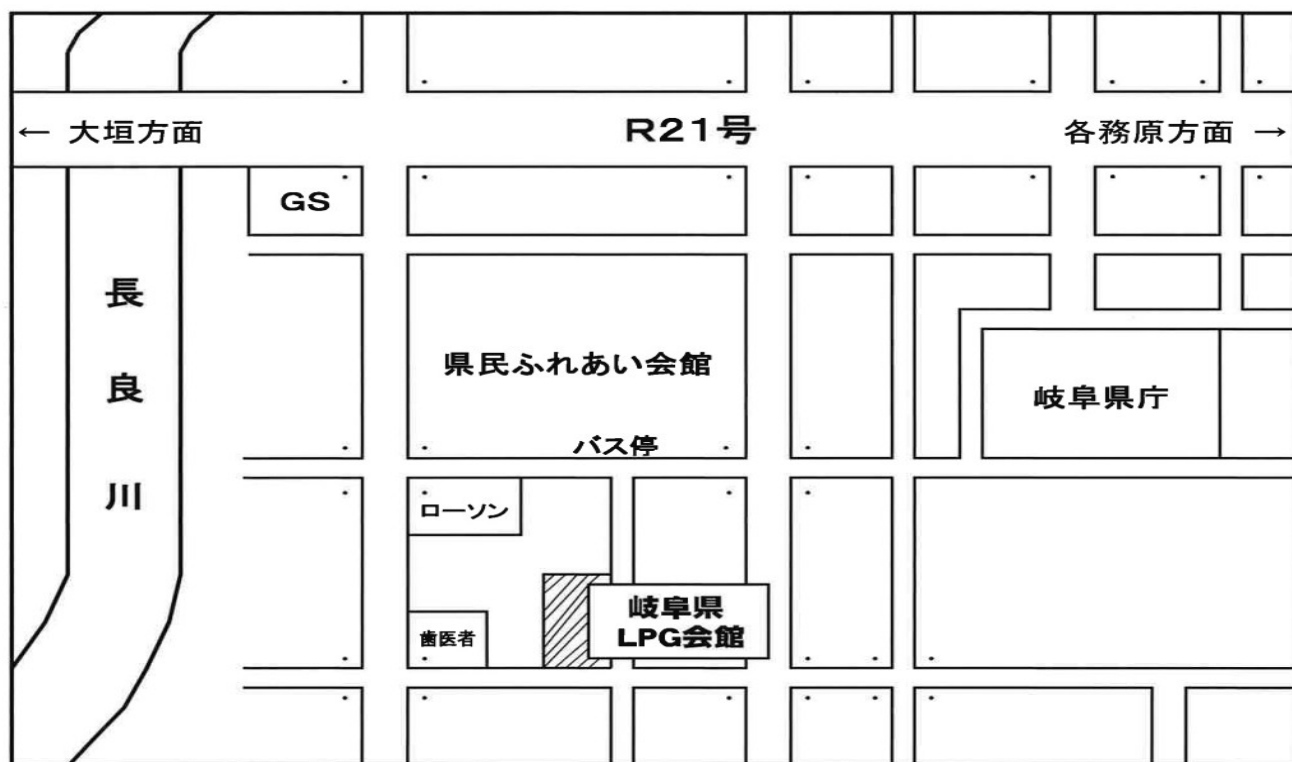 ← 大垣方面
R21号
各務原方面 →
GS
長良川
県民ふれあい会館
岐阜県庁
バス停
ローソン
岐阜県
LPG会館
歯医者